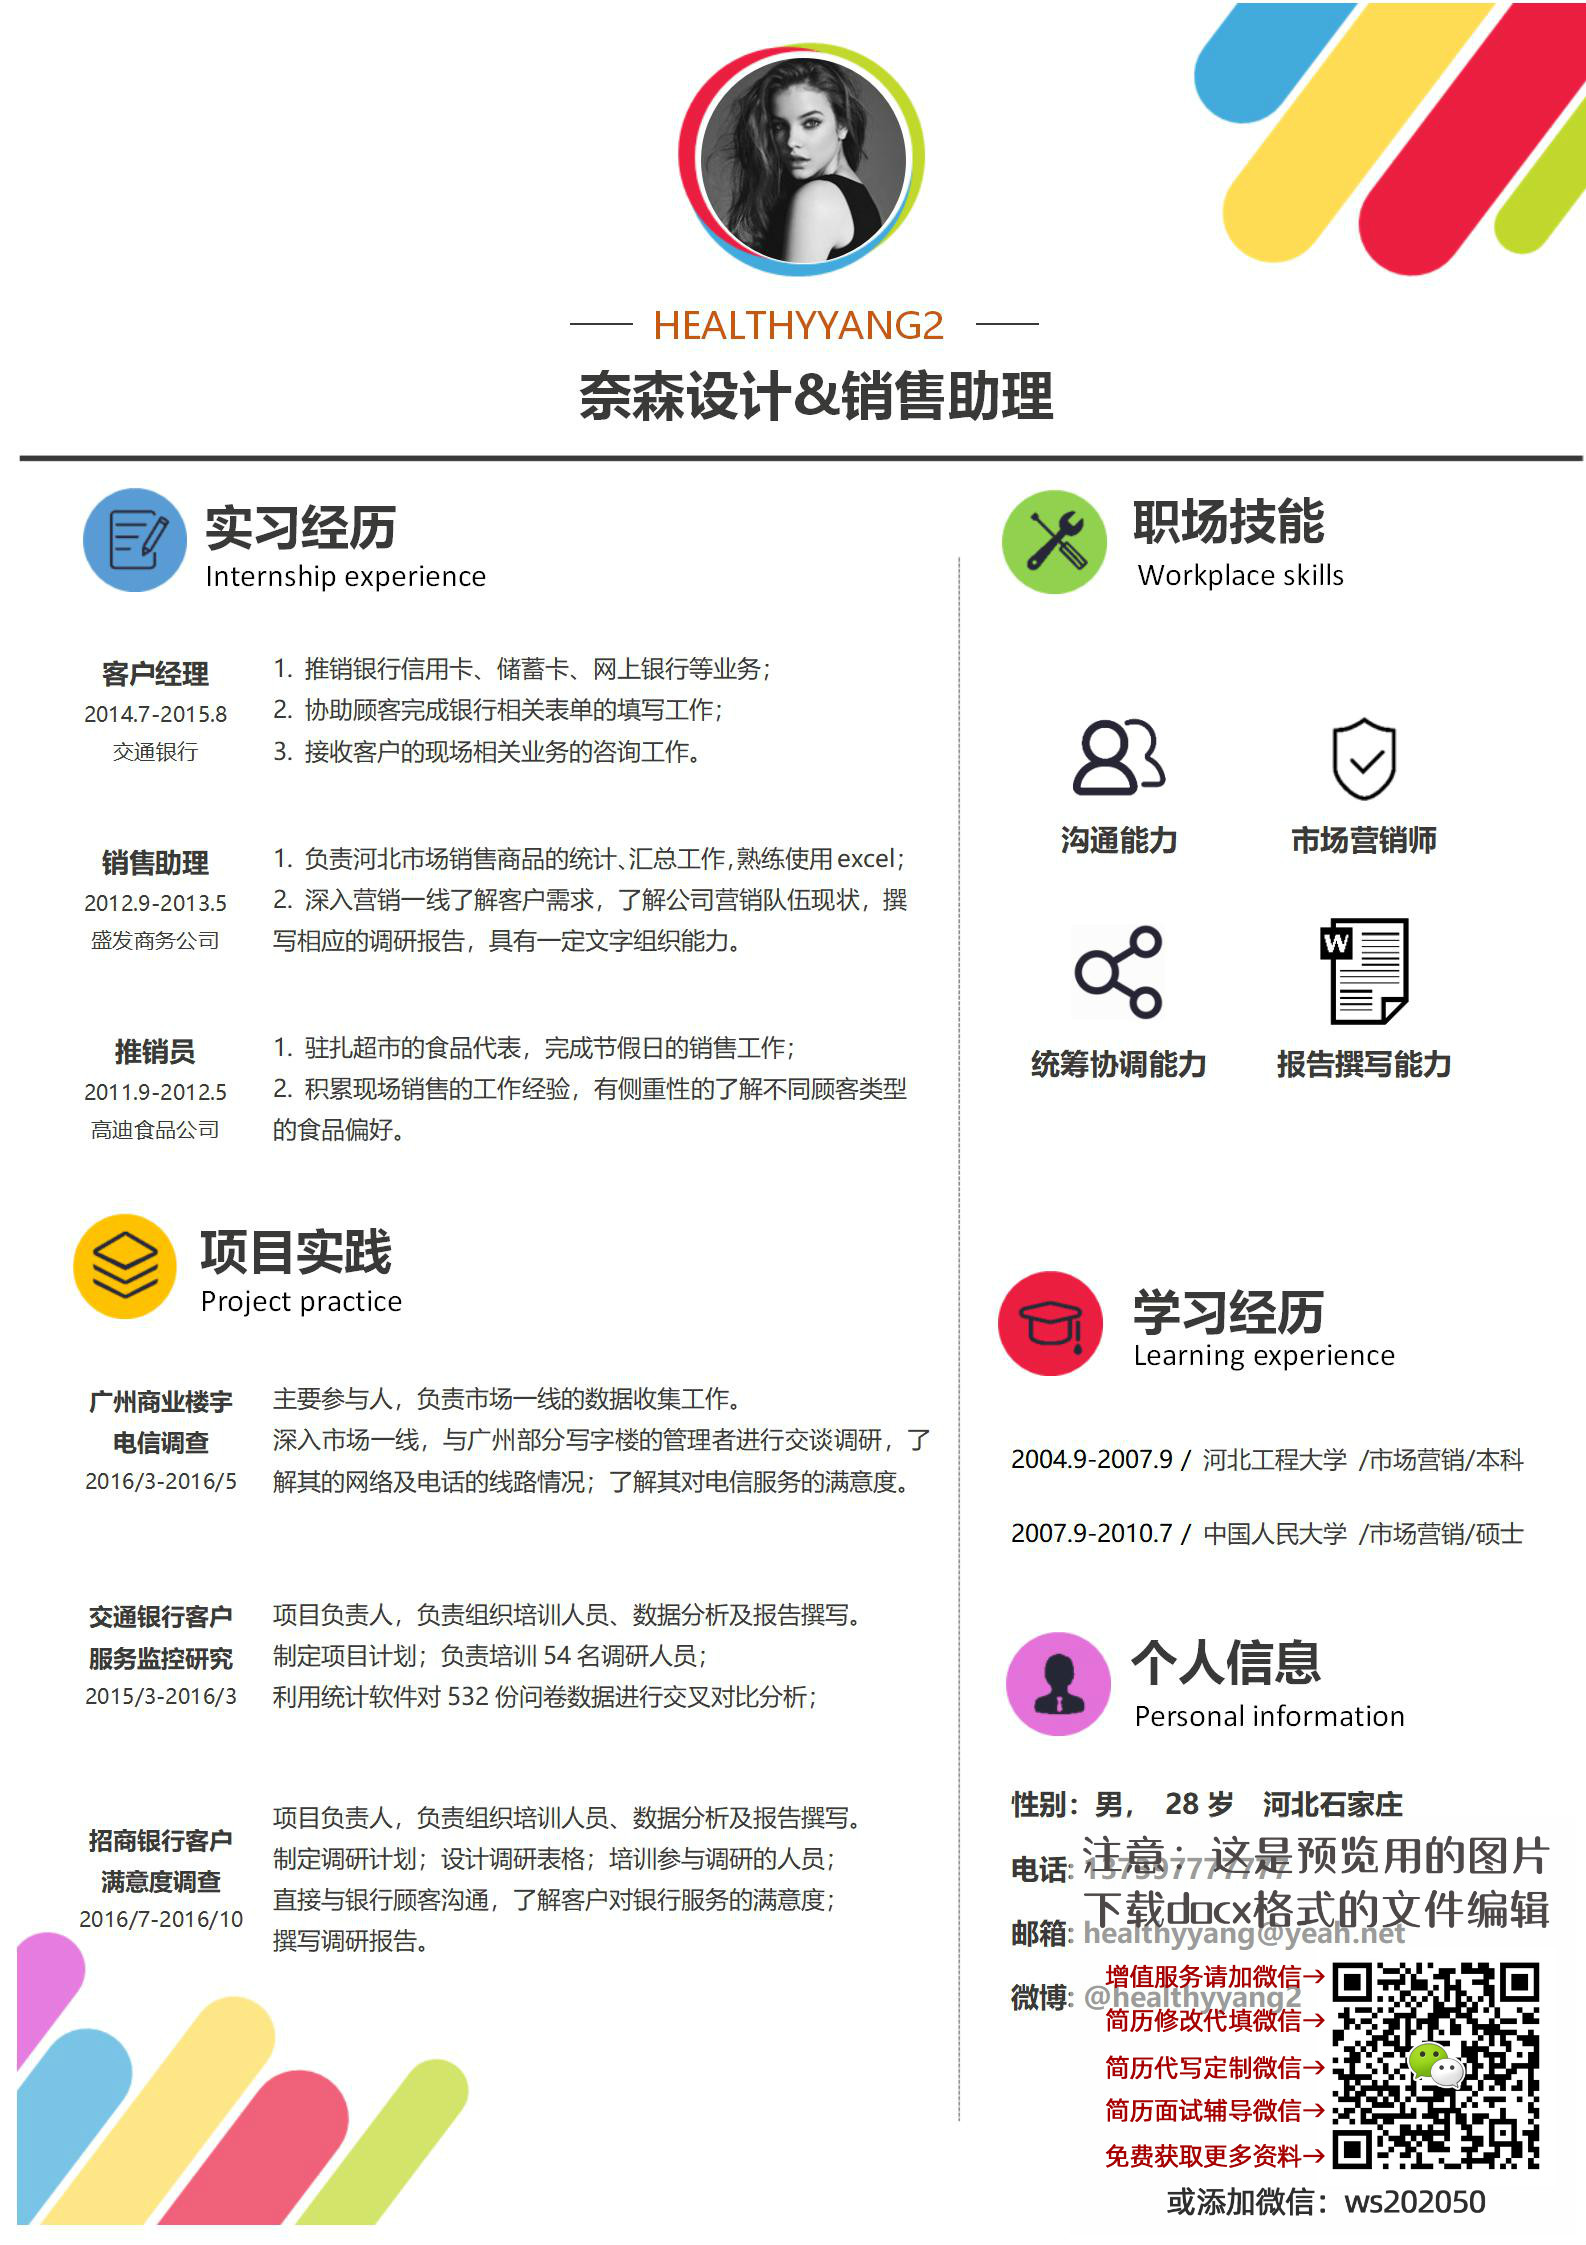 HEALTHYYANG2
奈森设计&销售助理
实习经历
Internship experience
客户经理
2014.7-2015.8
交通银行
1. 推销银行信用卡、储蓄卡、网上银行等业务；
2. 协助顾客完成银行相关表单的填写工作；
3. 接收客户的现场相关业务的咨询工作。
销售助理
2012.9-2013.5
盛发商务公司
1. 负责河北市场销售商品的统计、汇总工作,熟练使用excel；
2. 深入营销一线了解客户需求，了解公司营销队伍现状，撰
写相应的调研报告，具有一定文字组织能力。
推销员
2011.9-2012.5
高迪食品公司
1. 驻扎超市的食品代表，完成节假日的销售工作；
2. 积累现场销售的工作经验，有侧重性的了解不同顾客类型
的食品偏好。
项目实践
Project practice
广州商业楼宇
电信调查
2016/3-2016/5
主要参与人，负责市场一线的数据收集工作。
深入市场一线，与广州部分写字楼的管理者进行交谈调研，了
解其的网络及电话的线路情况；了解其对电信服务的满意度。
交通银行客户
服务监控研究
2015/3-2016/3
项目负责人，负责组织培训人员、数据分析及报告撰写。
制定项目计划；负责培训 54 名调研人员；
利用统计软件对 532 份问卷数据进行交叉对比分析；
招商银行客户
满意度调查
2016/7-2016/10
项目负责人，负责组织培训人员、数据分析及报告撰写。
制定调研计划；设计调研表格；培训参与调研的人员；
直接与银行顾客沟通，了解客户对银行服务的满意度；
撰写调研报告。
职场技能
Workplace skills
沟通能力
市场营销师
统筹协调能力
W
报告撰写能力
学习经历
Learning experience
2004.9-2007.9 / 河北工程大学 /市场营销/本科
2007.9-2010.7 / 中国人民大学 /市场营销/硕士
个人信息
Personal information
性别：男， 28 岁 河北石家庄
注意：这是预览用的图片
电话:
下载docx格式的文件编辑
邮箱: healthyyang@yeah.net
增值服务请加微信→
微博: @healthyyang2
简历修改代填微信→
简历代写定制微信→
简历面试辅导微信→
免费获取更多资料→
或添加微信：ws202050